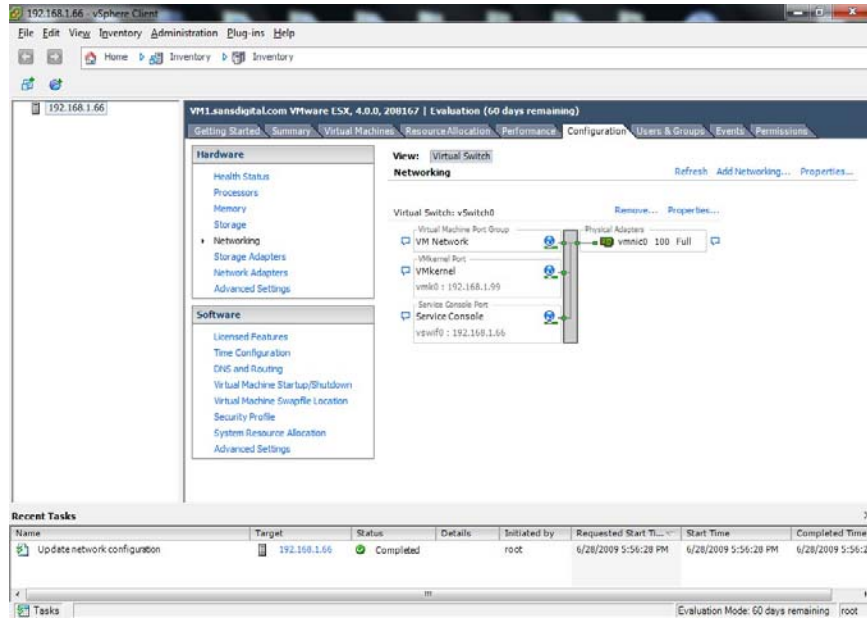 192.168.1.66 - vSphere Client
File Edit View Inventory Administration Plug-ins Help
Home Inventory Inventory
192.168.1.66
VM1.sansdigital.com VMware ESX, 4.0.0, 208167 | Evaluation (60 days remaining)
Getting Started Summary Virtual Machines Resource Allocation Performance Configuration Users & Groups Events Permissions
Hardware
Health Status
Processors
Memory
Storage
Networking
Storage Adapters
Network Adapters
Advanced Settings
Software
Licensed Features
Time Configuration
DNS and Routing
Virtual Machine Startup/Shutdown
Virtual Machine Swapfile Location
Security Profile
System Resource Allocation
Advanced Settings
View: Virtual Switch
Networking Refresh Add Networking... Properties...
Virtual Switch: vSwitch0 Remove... Properties...
Virtual Machine Port Group
VM Network
Physical Adapters
vmnic0 100 Full
VMkernel Port
VMkernel
vmk0 : 192.168.1.99
Service Console Port
Service Console
vswif0 : 192.168.1.66
Recent Tasks
Name Target Status Details Initiated by Requested Start Ti... Start Time Completed Time
Update network configuration 192.168.1.66 Completed root 6/28/2009 5:56:28 PM 6/28/2009 5:56:28 PM 6/28/2009 5:56:2
Tasks Evaluation Mode: 60 days remaining root